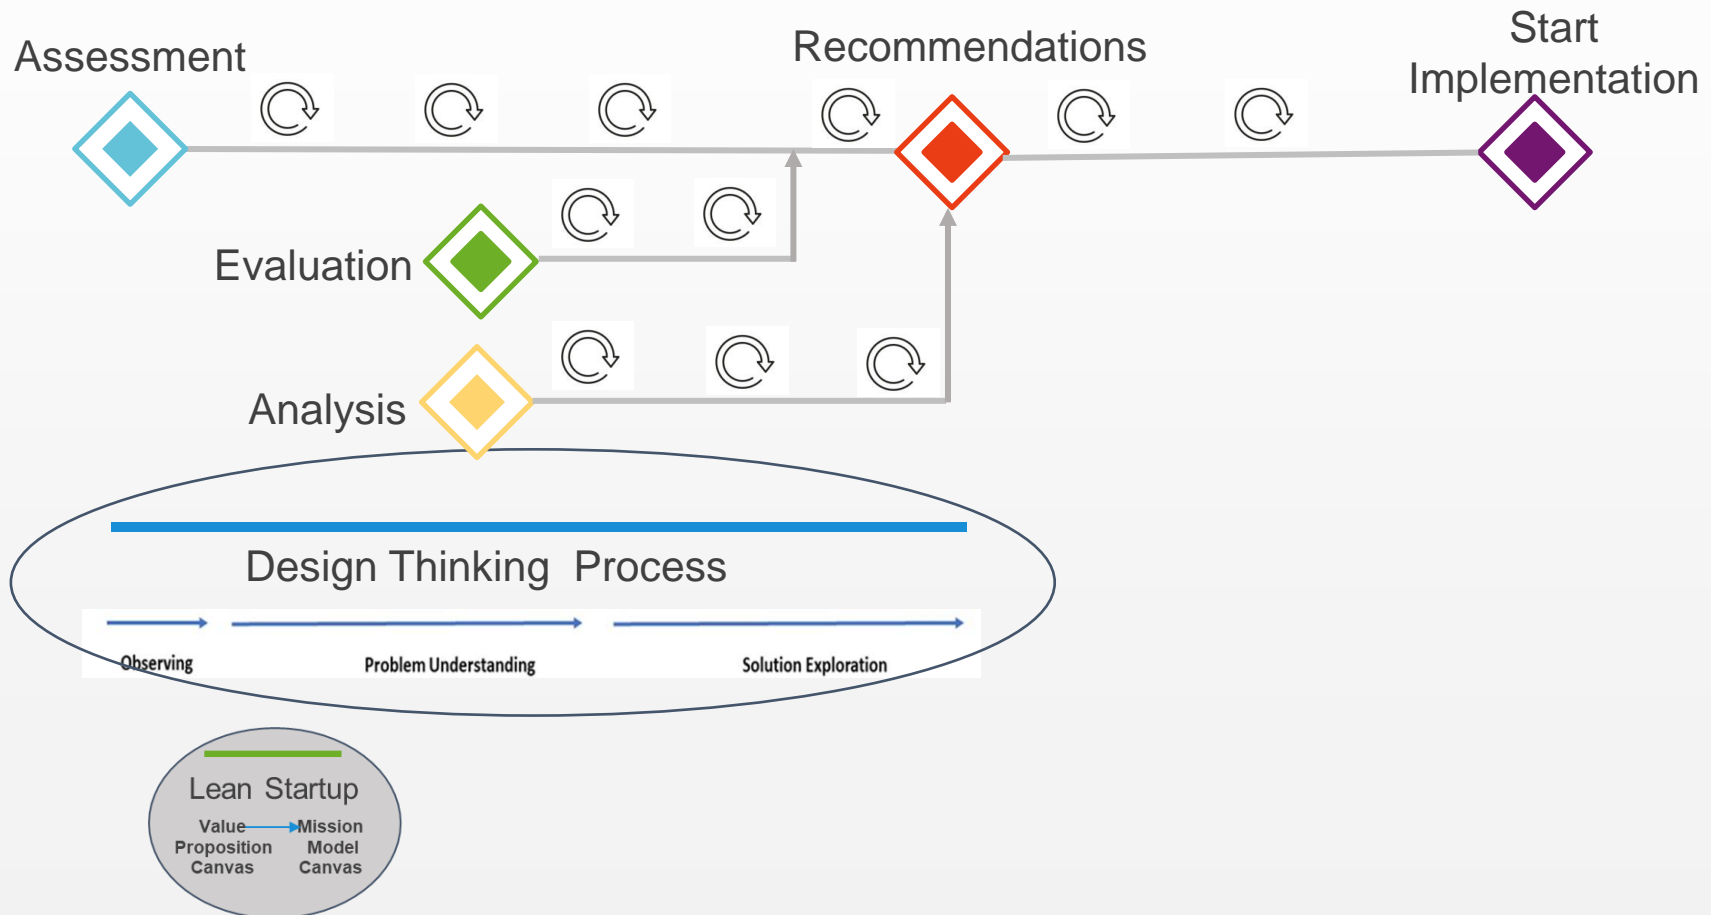 Assessment
Recommendations
Start
Implementation
Evaluation
Analysis
Design Thinking Process
Observing
Problem Understanding
Solution Exploration
Lean Startup
Value
Proposition
Canvas
Mission
Model
Canvas